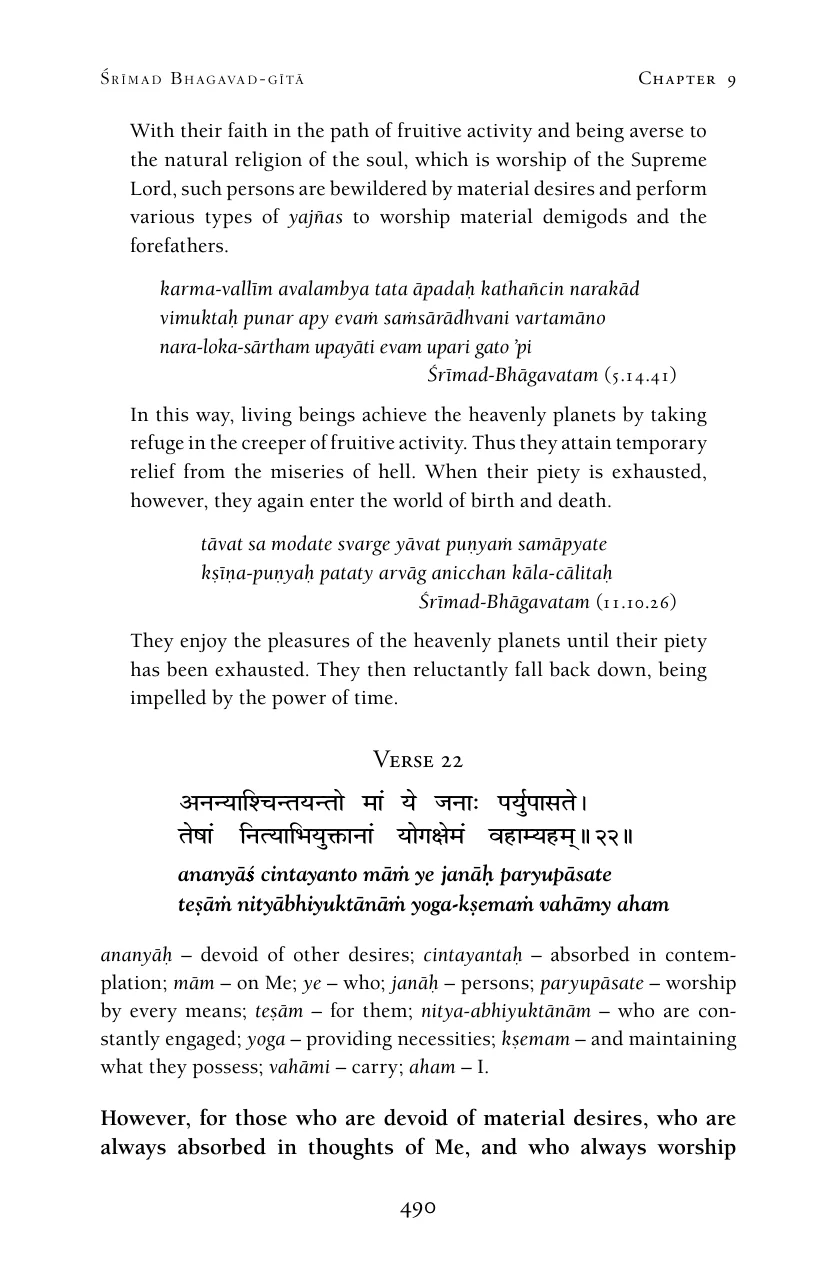 Śrīmad Bhagavad-gītā Chapter 9
With their faith in the path of fruitive activity and being averse to
the natural religion of the soul, which is worship of the Supreme
Lord, such persons are bewildered by material desires and perform
various types of yajñas to worship material demigods and the
forefathers.
karma-vallīm avalambya tata āpadaḥ kathañcin narakād
vimuktaḥ punar apy evaṁ saṁsārādhvani vartamāno
nara-loka-sārtham upayāti evam upari gato ’pi
Śrīmad-Bhāgavatam (5.14.41)
In this way, living beings achieve the heavenly planets by taking
refuge in the creeper of fruitive activity. Thus they attain temporary
relief from the miseries of hell. When their piety is exhausted,
however, they again enter the world of birth and death.
tāvat sa modate svarge yāvat puṇyaṁ samāpyate
kṣīṇa-puṇyaḥ pataty arvāg anicchan kāla-cālitaḥ
Śrīmad-Bhāgavatam (11.10.26)
They enjoy the pleasures of the heavenly planets until their piety
has been exhausted. They then reluctantly fall back down, being
impelled by the power of time.
Verse 22
अनन्याश्चिन्तयन्तो मां ये जनाः पर्युपासते।
तेषां नित्याभियुक्तानां योगक्षेमं वहाम्यहम्॥२२॥
ananyāś cintayanto māṁ ye janāḥ paryupāsate
teṣāṁ nityābhiyuktānāṁ yoga-kṣemaṁ vahāmy aham
ananyāḥ – devoid of other desires; cintayantaḥ – absorbed in contem-
plation; mām – on Me; ye – who; janāḥ – persons; paryupāsate – worship
by every means; teṣām – for them; nitya-abhiyuktānām – who are con-
stantly engaged; yoga – providing necessities; kṣemam – and maintaining
what they possess; vahāmi – carry; aham – I.
However, for those who are devoid of material desires, who are
always absorbed in thoughts of Me, and who always worship
490